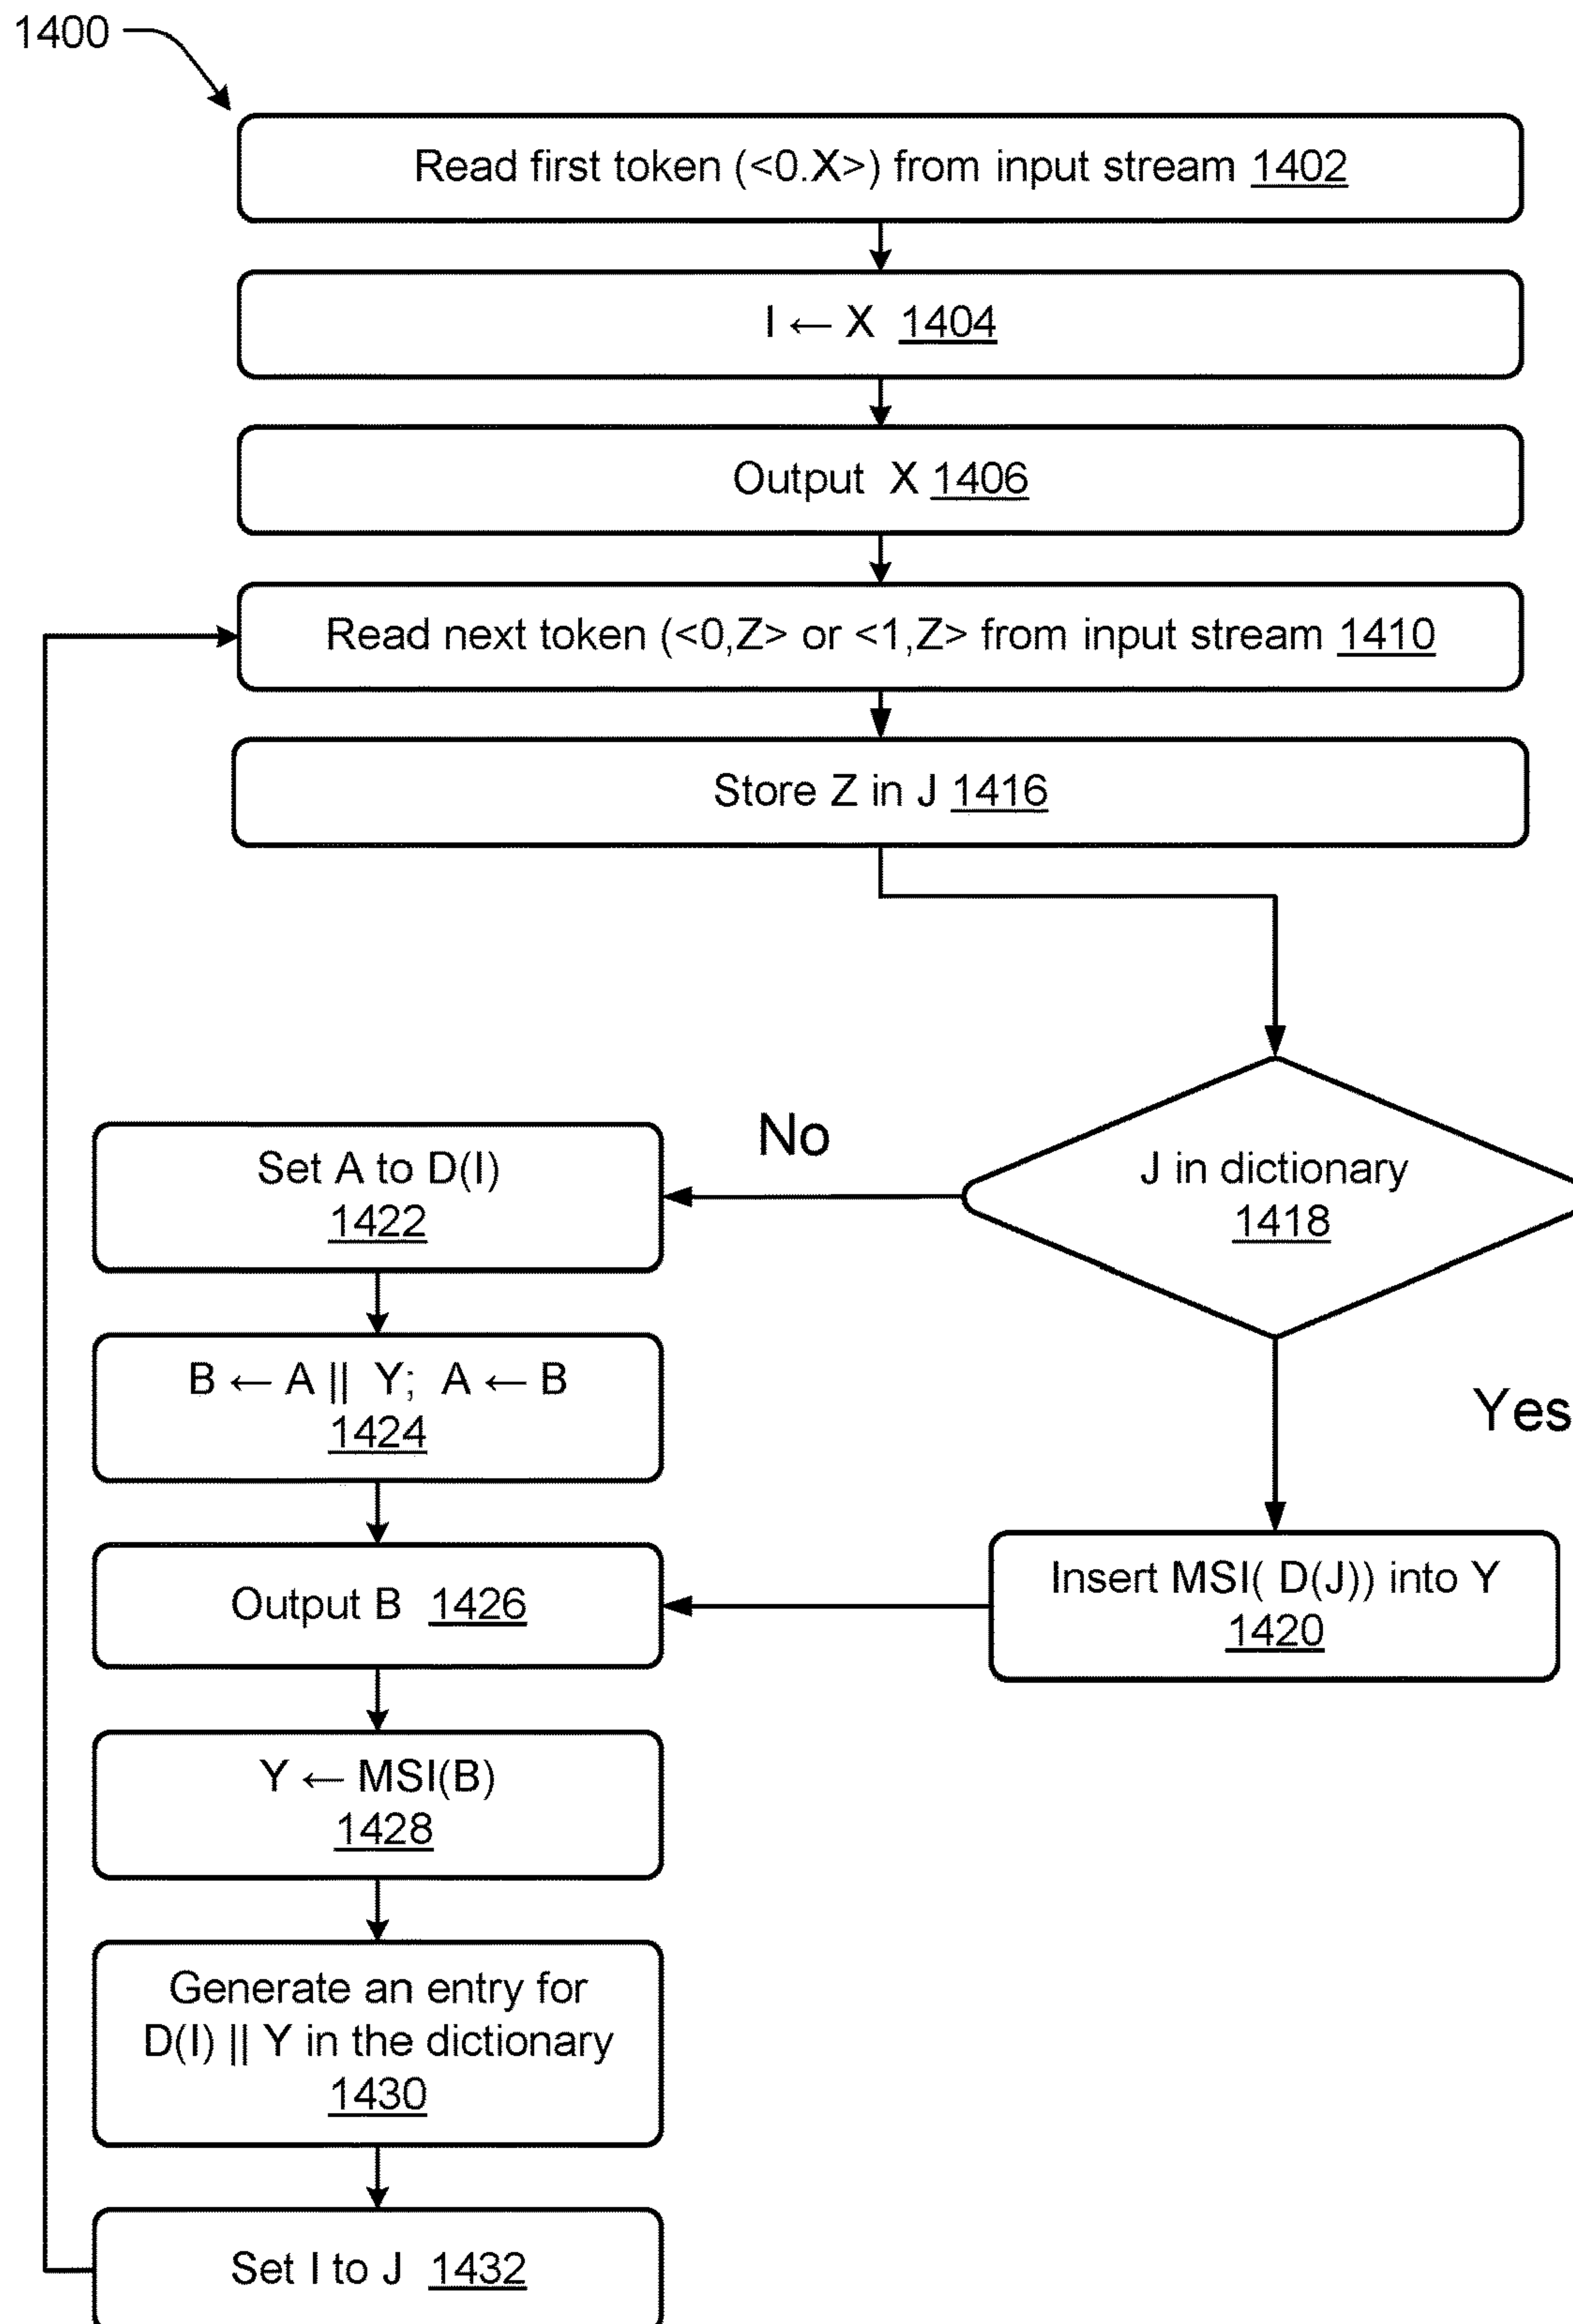 1400
Read first token (<0.X>) from input stream 1402
I ← X 1404
Output X 1406
Read next token (<0,Z> or <1,Z> from input stream 1410
Store Z in J 1416
J in dictionary
1418
No
Yes
Set A to D(I)
1422
B ← A || Y; A ← B
1424
Insert MSI( D(J)) into Y
1420
Output B 1426
Y ← MSI(B)
1428
Generate an entry for
D(I) || Y in the dictionary
1430
Set I to J 1432